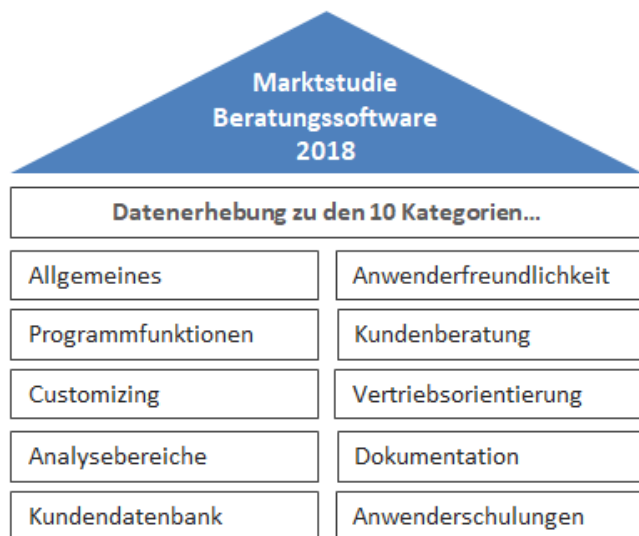 Marktstudie
Beratungssoftware
2018
Datenerhebung zu den 10 Kategorien...
Allgemeines
Anwenderfreundlichkeit
Programmfunktionen
Kundenberatung
Customizing
Vertriebsorientierung
Analysebereiche
Dokumentation
Kundendatenbank
Anwenderschulungen